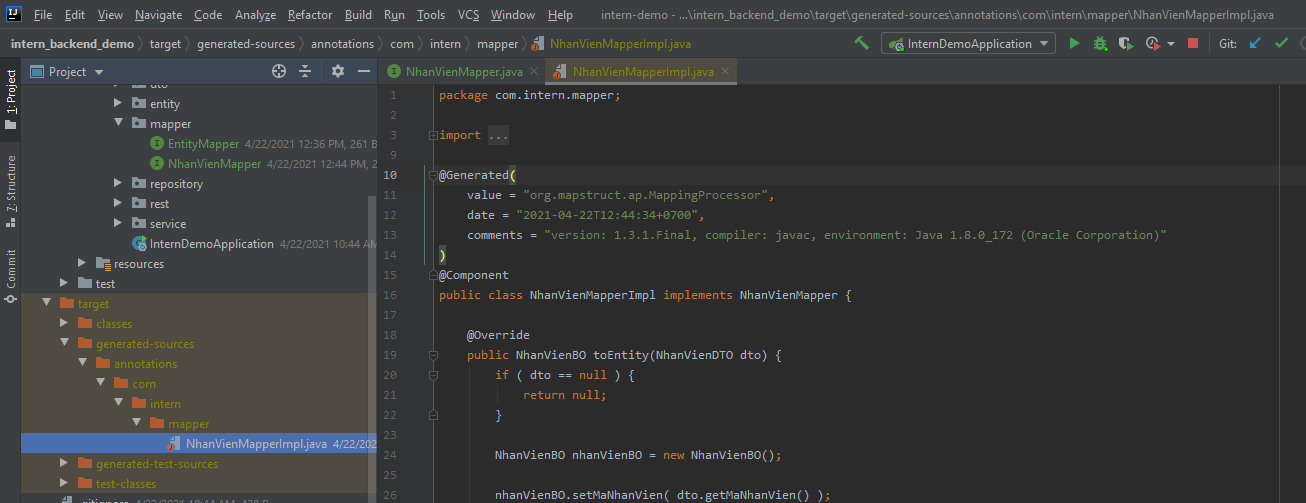 File Edit View Navigate Code Analyze Refactor Build Run Tools VCS Window Help intern-demo - ...\intern_backend_demo\target\generated-sources\annotations\com\intern\mapper\NhanVienMapperImpl.java
intern_backend_demo target generated-sources annotations com intern mapper NhanVienMapperImpl.java InternDemoApplication Git:
1: Project
7: Structure
Commit
Project
entity
mapper
EntityMapper 4/22/2021 12:36 PM, 261 B
NhanVienMapper 4/22/2021 12:44 PM, 2
repository
rest
service
InternDemoApplication 4/22/2021 10:44 AM
resources
test
target
classes
generated-sources
annotations
com
intern
mapper
NhanVienMapperImpl.java 4/22/202
generated-test-sources
test-classes
NhanVienMapper.java NhanVienMapperImpl.java
1 package com.intern.mapper;
2
3 import ...
9
10 @Generated(
11 value = "org.mapstruct.ap.MappingProcessor",
12 date = "2021-04-22T12:44:34+0700",
13 comments = "version: 1.3.1.Final, compiler: javac, environment: Java 1.8.0_172 (Oracle Corporation)"
14 )
15 @Component
16 public class NhanVienMapperImpl implements NhanVienMapper {
17
18 @Override
19 public NhanVienBO toEntity(NhanVienDTO dto) {
20 if ( dto == null ) {
21 return null;
22 }
23
24 NhanVienBO nhanVienBO = new NhanVienBO();
25
26 nhanVienBO.setMaNhanVien( dto.getMaNhanVien() );